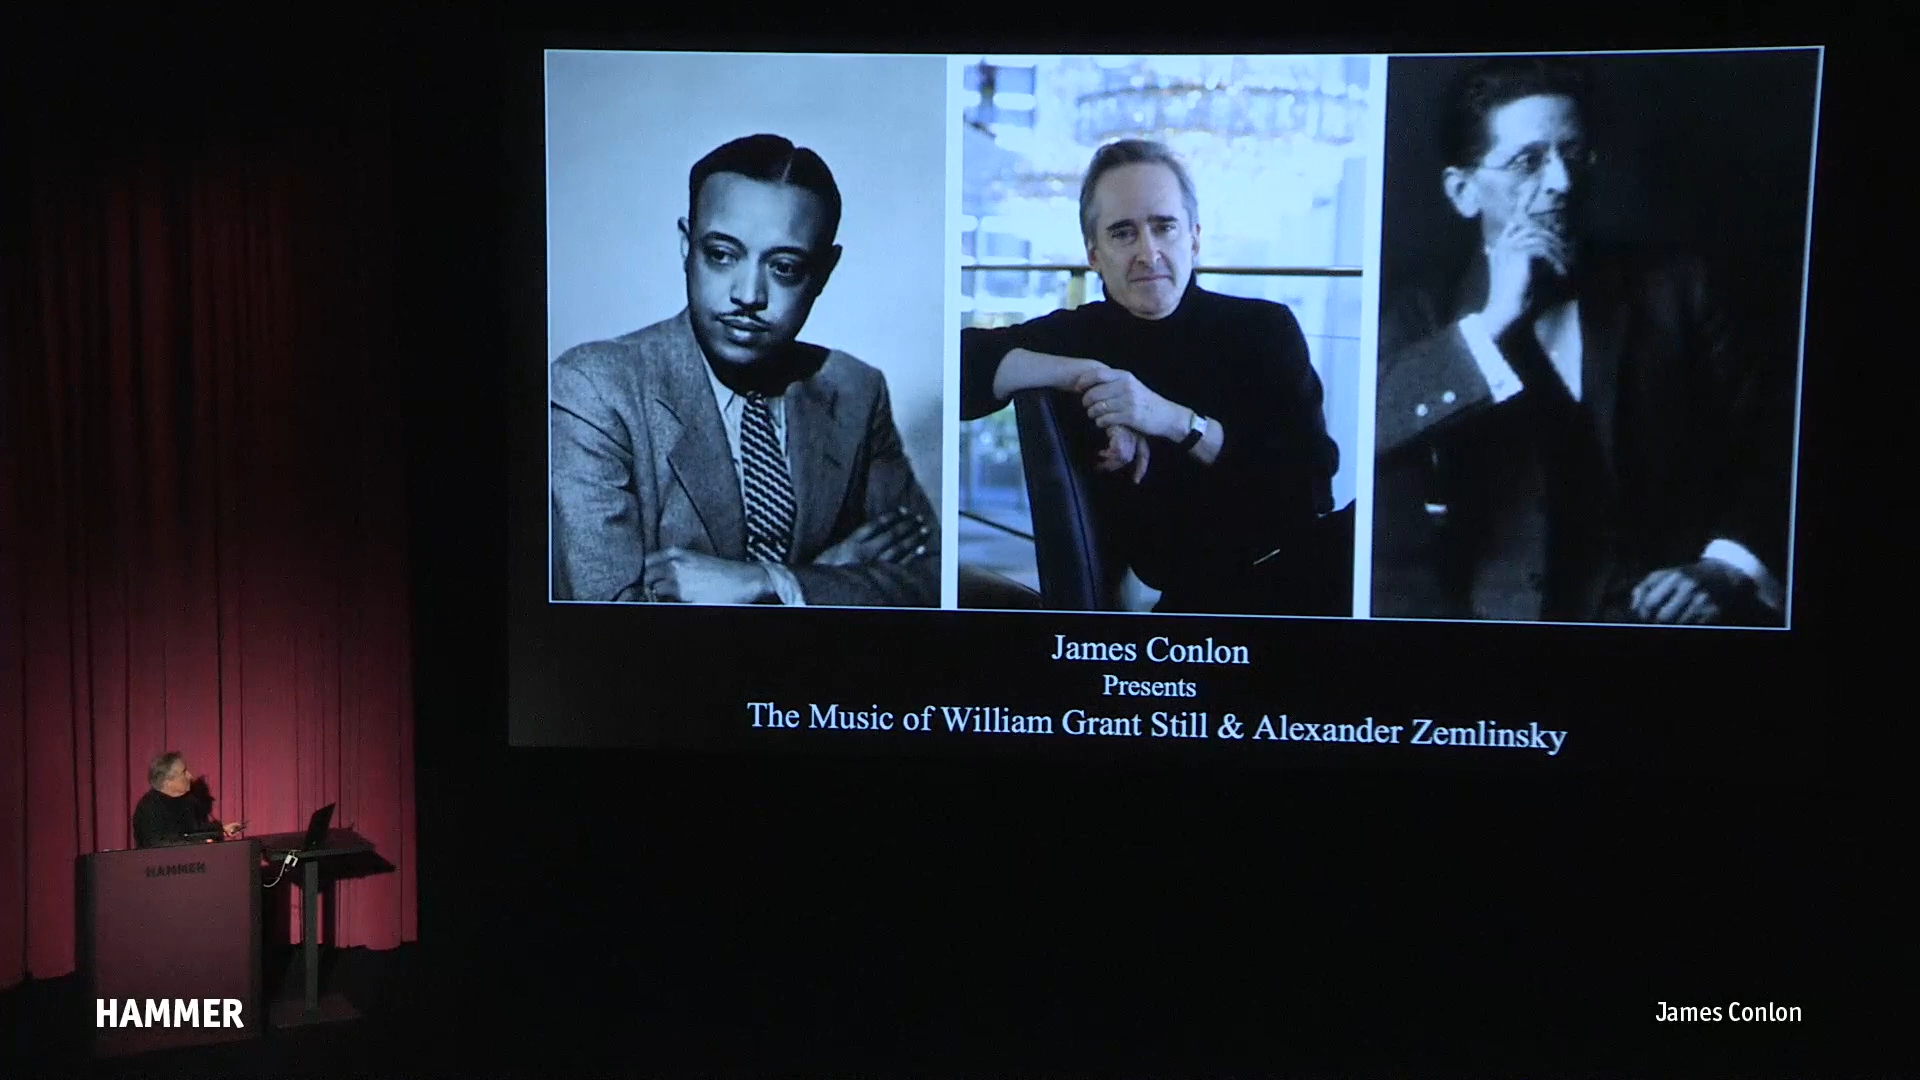 James Conlon
Presents
The Music of William Grant Still & Alexander Zemlinsky
HAMMER
HAMMER
James Conlon